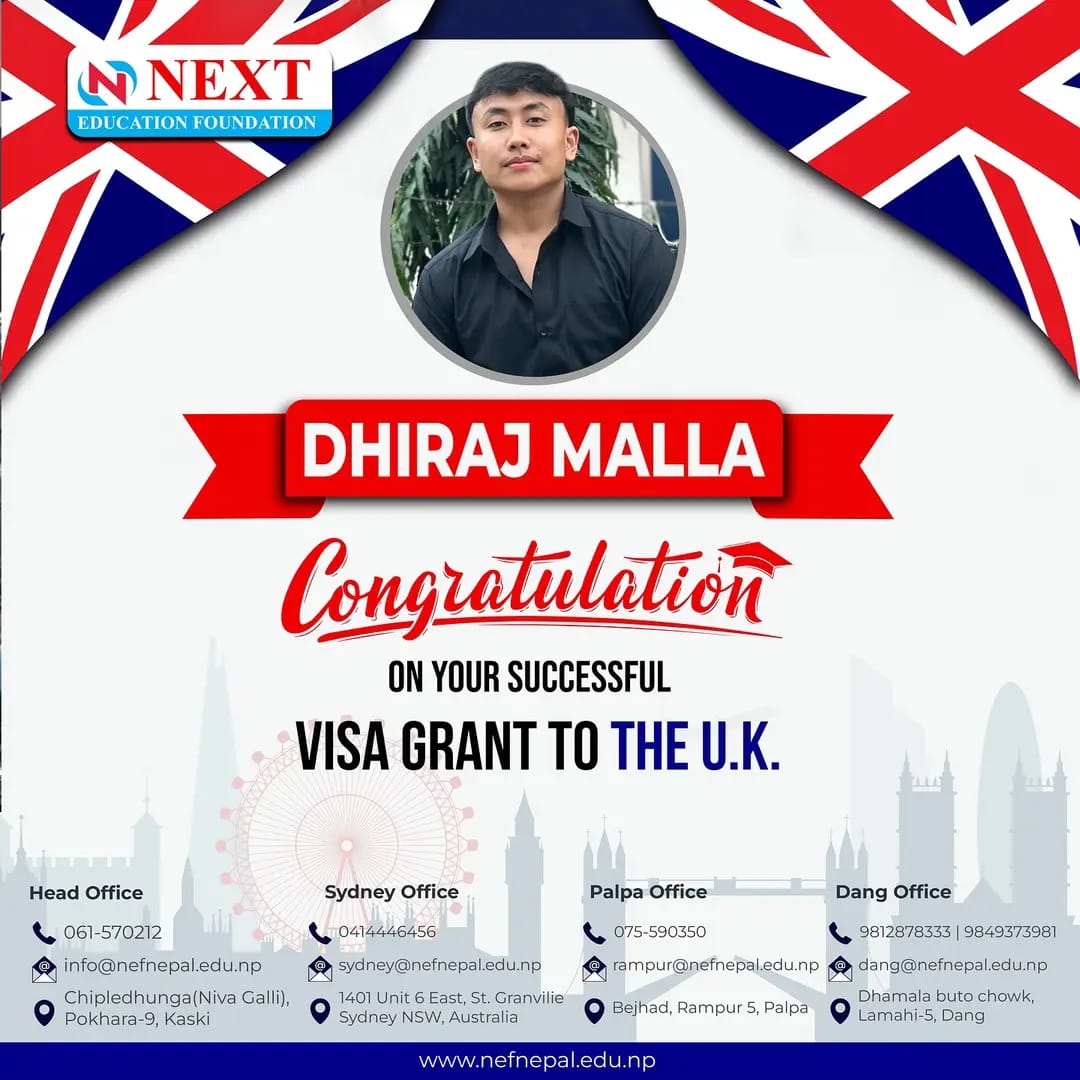 NEXT
EDUCATION FOUNDATION
DHIRAJ MALLA
Congratulation
ON YOUR SUCCESSFUL
VISA GRANT TO THE U.K.
Head Office
061-570212
info@nefnepal.edu.np
Chipledhunga(Niva Galli),
Pokhara-9, Kaski
Sydney Office
0414446456
sydney@nefnepal.edu.np
1401 Unit 6 East, St. Granvilie
Sydney NSW, Australia
Palpa Office
075-590350
rampur@nefnepal.edu.np
Bejhad, Rampur 5, Palpa
Dang Office
9812878333 | 9849373981
dang@nefnepal.edu.np
Dhamala buto chowk,
Lamahi-5, Dang
www.nefnepal.edu.np